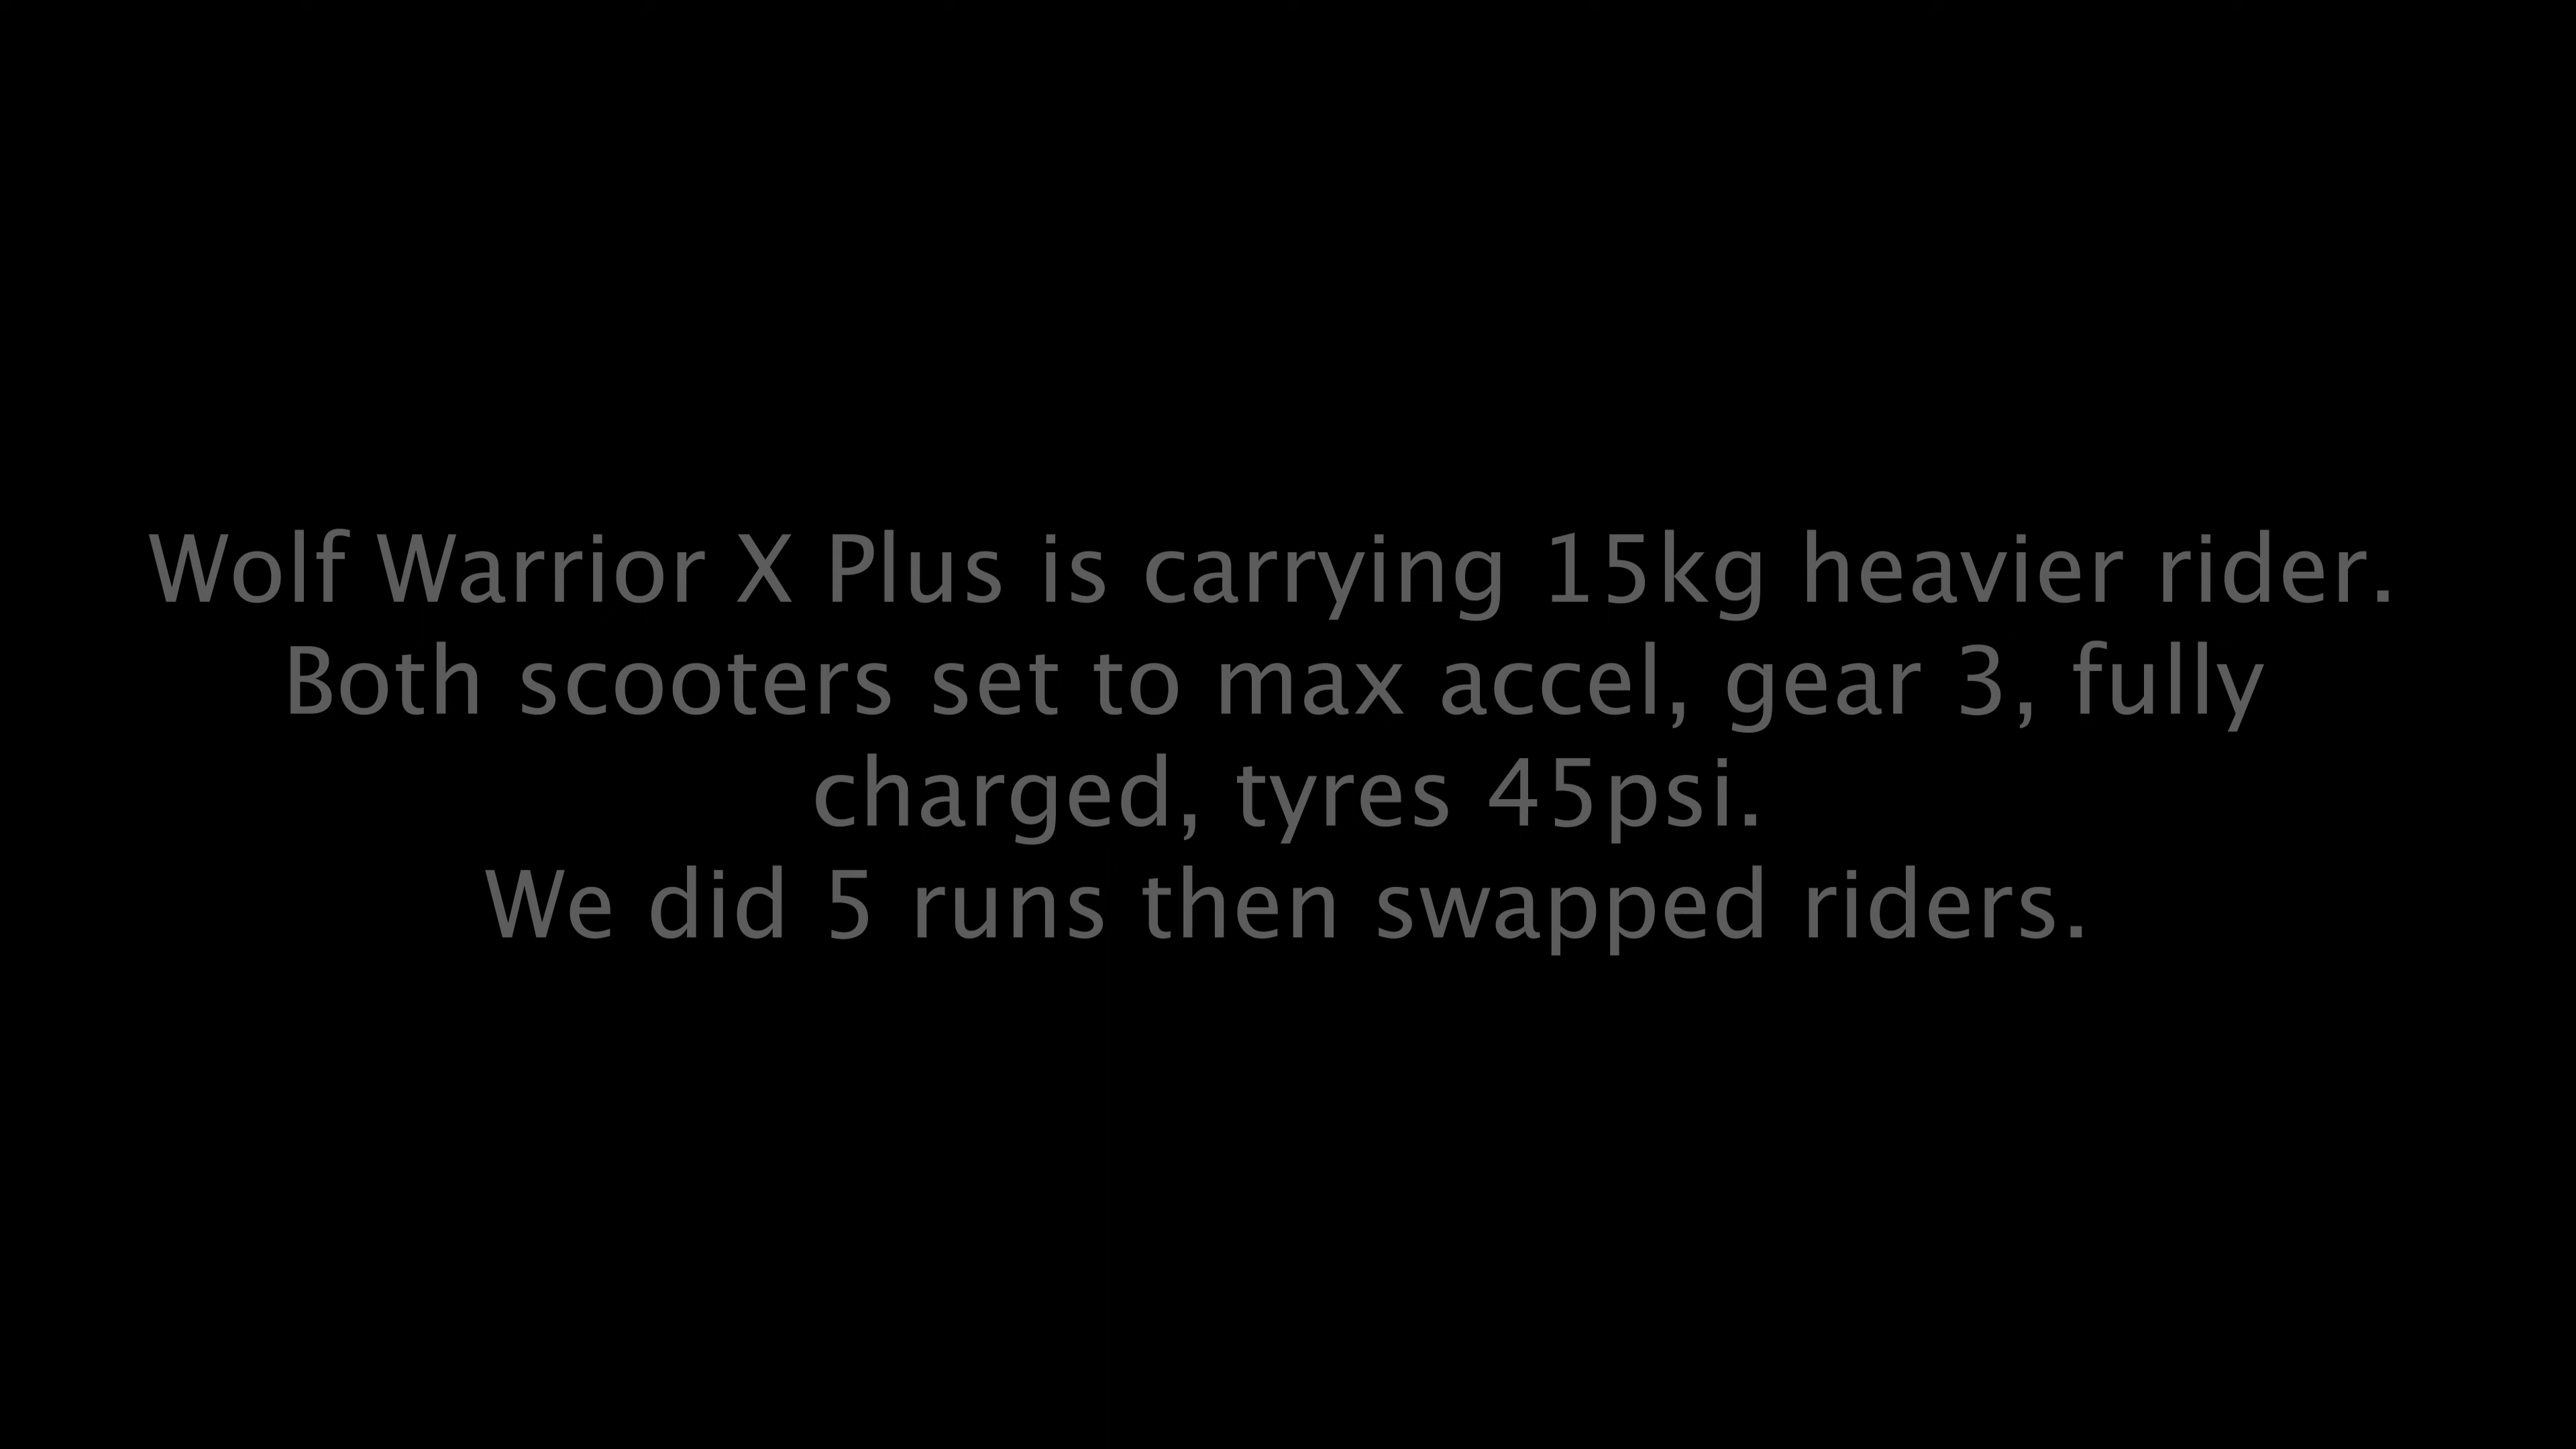 Wolf Warrior X Plus is carrying 15kg heavier rider.
Both scooters set to max accel, gear 3, fully
charged, tyres 45psi.
We did 5 runs then swapped riders.